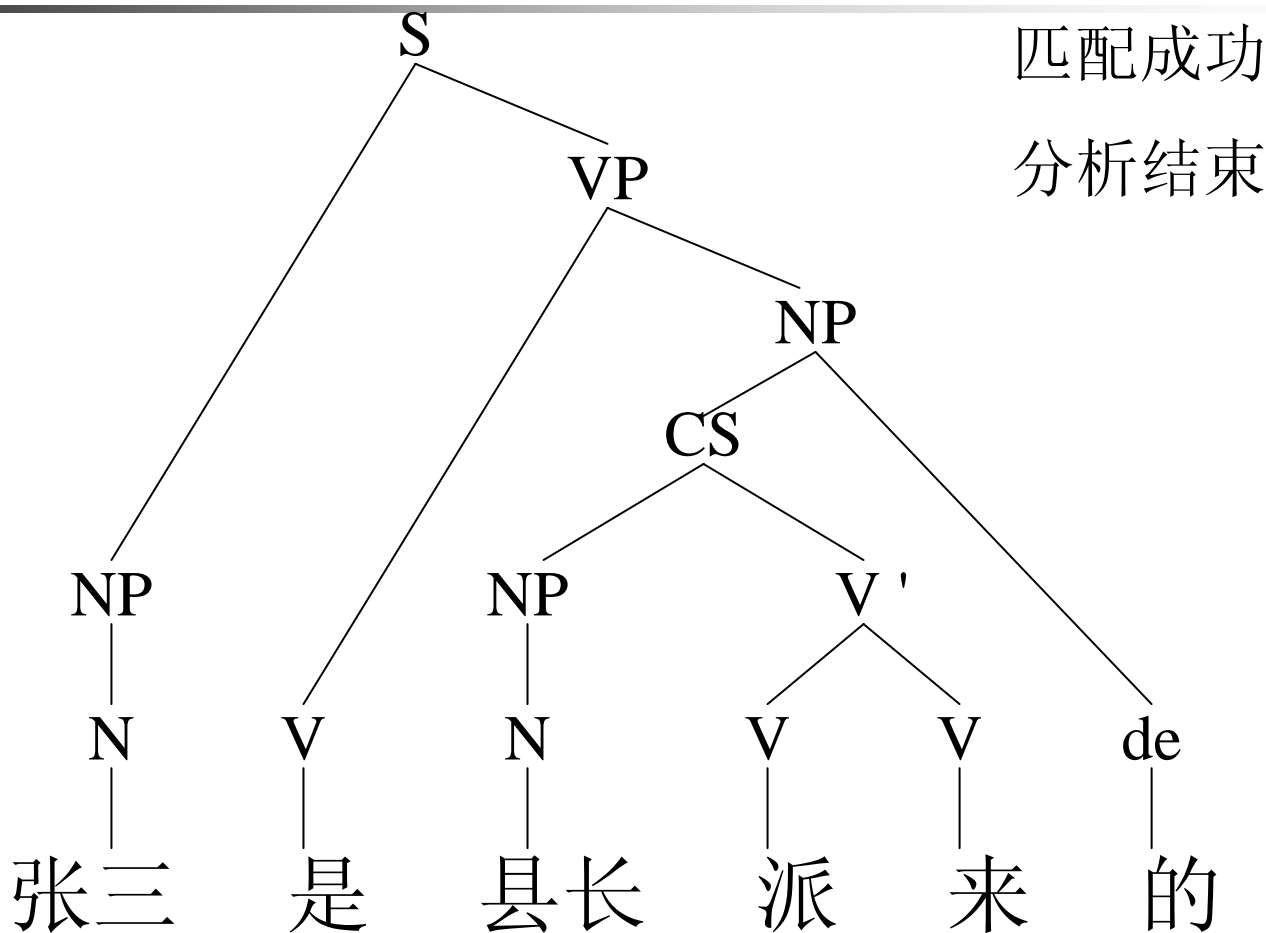 S
匹配成功
VP
分析结束
NP
CS
NP NP V '
N V N V V de
张三 是 县长 派 来 的